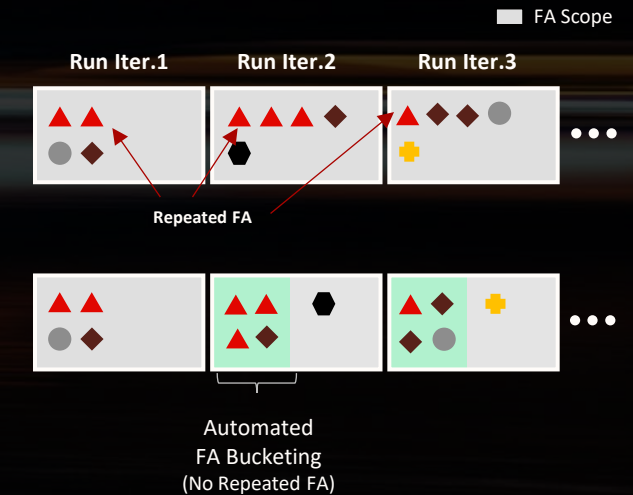 FA Scope
Run Iter.1
Run Iter.2
Run Iter.3
Repeated FA
Automated
FA Bucketing
(No Repeated FA)